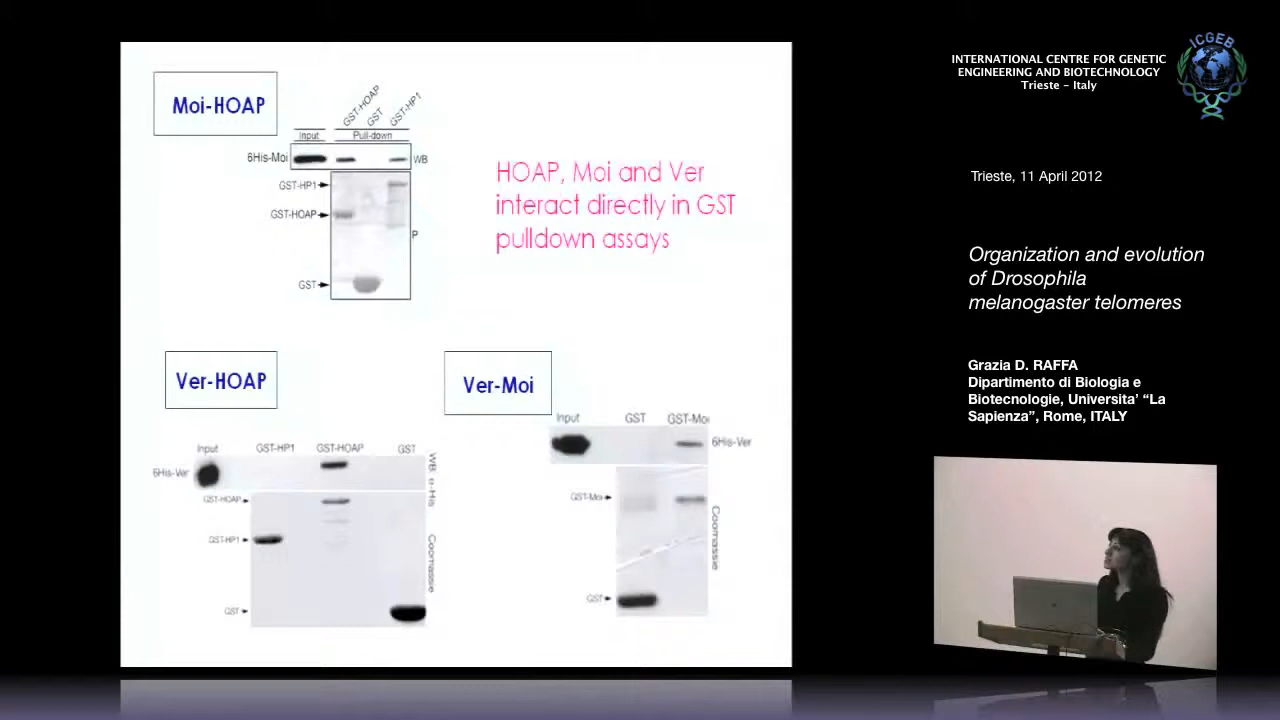 Moi-HOAP
GST-HOAP
GST
GST-HP1
Input
Pull-down
6His-Moi
WB
GST-HP1
GST-HOAP
P
GST
HOAP, Moi and Ver
interact directly in GST
pulldown assays
Ver-HOAP
Input
GST-HP1
GST-HOAP
GST
6His-Ver
WB: α-His
GST-HOAP
GST-HP1
Coomassie
GST
Ver-Moi
Input
GST
GST-Moi
6His-Ver
GST-Moi
Coomassie
GST
INTERNATIONAL CENTRE FOR GENETIC
ENGINEERING AND BIOTECHNOLOGY
Trieste - Italy
ICGEB
Trieste, 11 April 2012
Organization and evolution
of Drosophila
melanogaster telomeres
Grazia D. RAFFA
Dipartimento di Biologia e
Biotecnologie, Universita’ “La
Sapienza”, Rome, ITALY